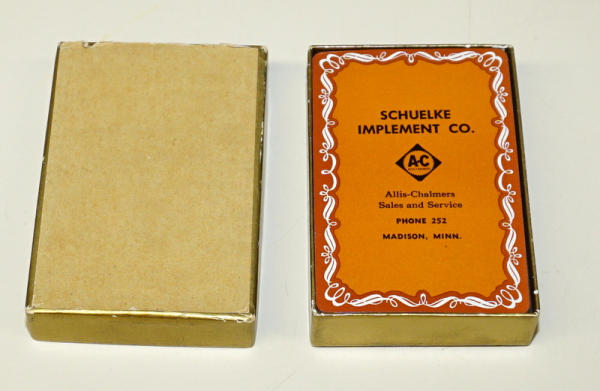 SCHUELKE
IMPLEMENT CO.
A-C
Allis-Chalmers
Sales and Service
PHONE 252
MADISON, MINN.